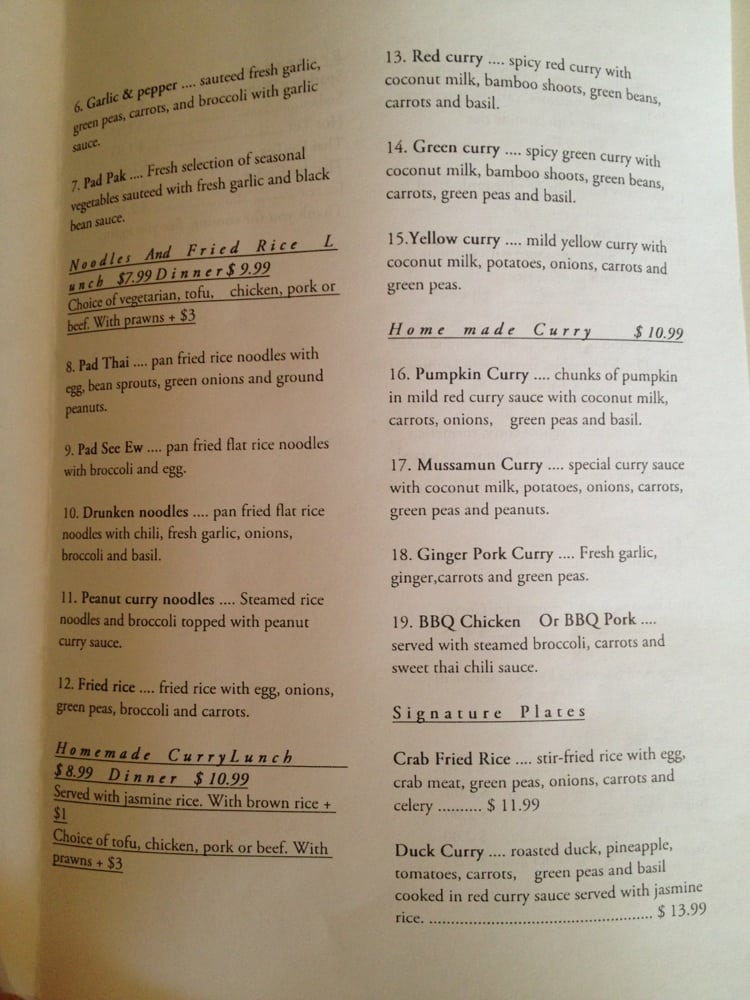 6. Garlic & pepper .... sauteed fresh garlic,
green peas, carrots, and broccoli with garlic
sauce.
7. Pad Pak .... Fresh selection of seasonal
vegetables sauteed with fresh garlic and black
bean sauce.
Noodles And Fried Rice L
unch $7.99 Dinner $ 9.99
Choice of vegetarian, tofu, chicken, pork or
beef. With prawns + $3
8. Pad Thai .... pan fried rice noodles with
egg, bean sprouts, green onions and ground
peanuts.
9. Pad See Ew .... pan fried flat rice noodles
with broccoli and egg.
10. Drunken noodles .... pan fried flat rice
noodles with chili, fresh garlic, onions,
broccoli and basil.
11. Peanut curry noodles .... Steamed rice
noodles and broccoli topped with peanut
curry sauce.
12. Fried rice .... fried rice with egg, onions,
green peas, broccoli and carrots.
Homemade CurryLunch
$8.99 Dinner $10.99
Served with jasmine rice. With brown rice +
$1
Choice of tofu, chicken, pork or beef. With
prawns + $3
13. Red curry .... spicy red curry with
coconut milk, bamboo shoots, green beans,
carrots and basil.
14. Green curry .... spicy green curry with
coconut milk, bamboo shoots, green beans,
carrots, green peas and basil.
15.Yellow curry .... mild yellow curry with
coconut milk, potatoes, onions, carrots and
green peas.
Home made Curry $10.99
16. Pumpkin Curry .... chunks of pumpkin
in mild red curry sauce with coconut milk,
carrots, onions, green peas and basil.
17. Mussamun Curry .... special curry sauce
with coconut milk, potatoes, onions, carrots,
green peas and peanuts.
18. Ginger Pork Curry .... Fresh garlic,
ginger,carrots and green peas.
19. BBQ Chicken Or BBQ Pork ....
served with steamed broccoli, carrots and
sweet thai chili sauce.
Signature Plates
Crab Fried Rice .... stir-fried rice with egg,
crab meat, green peas, onions, carrots and
celery .......... $ 11.99
Duck Curry .... roasted duck, pineapple,
tomatoes, carrots, green peas and basil
cooked in red curry sauce served with jasmine
rice. .................................................... $ 13.99